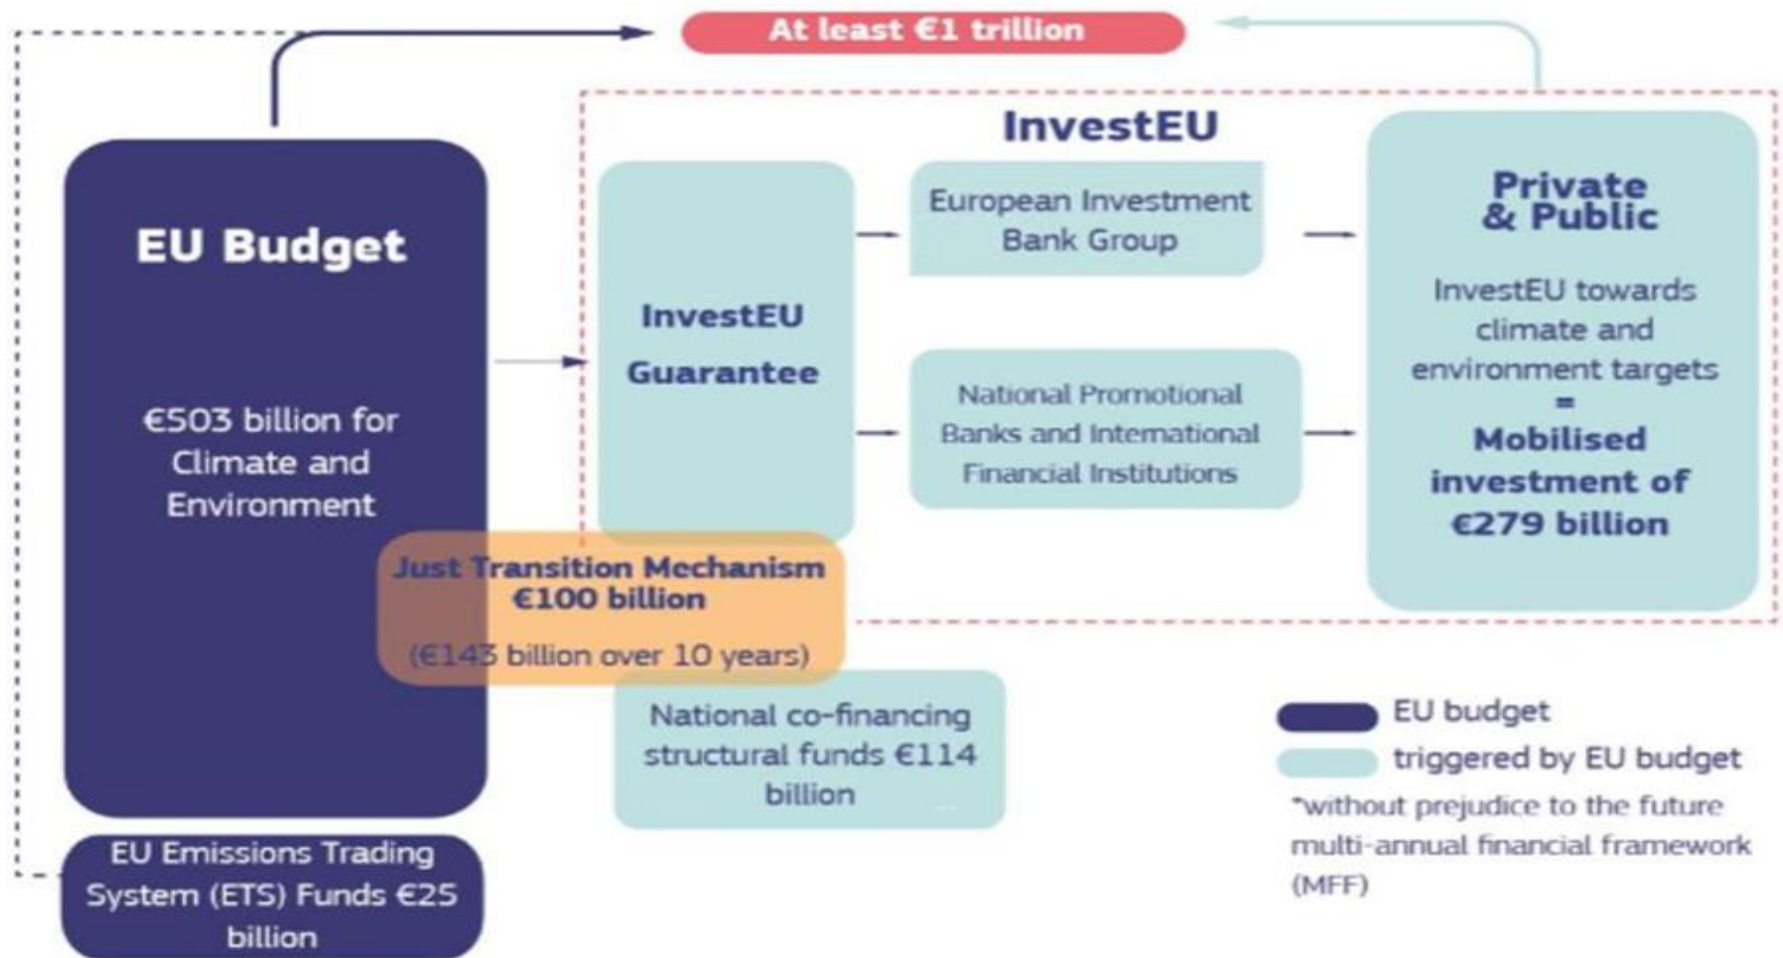 At least €1 trillion
InvestEU
EU Budget
€503 billion for
Climate and
Environment
InvestEU
Guarantee
European Investment
Bank Group
National Promotional
Banks and International
Financial Institutions
Private
& Public
InvestEU towards
climate and
environment targets
=
Mobilised
investment of
€279 billion
Just Transition Mechanism
€100 billion
(€143 billion over 10 years)
National co-financing
structural funds €114
billion
EU Emissions Trading
System (ETS) Funds €25
billion
EU budget
triggered by EU budget
*without prejudice to the future
multi-annual financial framework
(MFF)